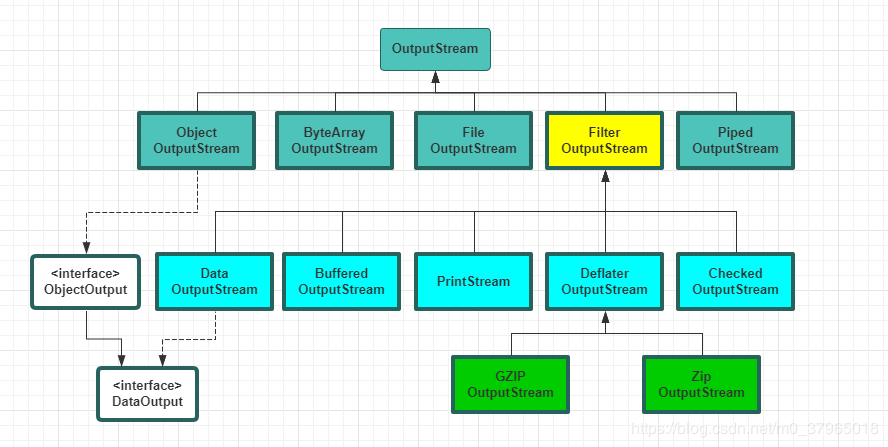 OutputStream
Object
OutputStream
ByteArray
OutputStream
File
OutputStream
Filter
OutputStream
Piped
OutputStream
<interface>
ObjectOutput
Data
OutputStream
Buffered
OutputStream
PrintStream
Deflater
OutputStream
Checked
OutputStream
<interface>
DataOutput
GZIP
OutputStream
Zip
OutputStream
https://blog.csdn.net/m0_37965018